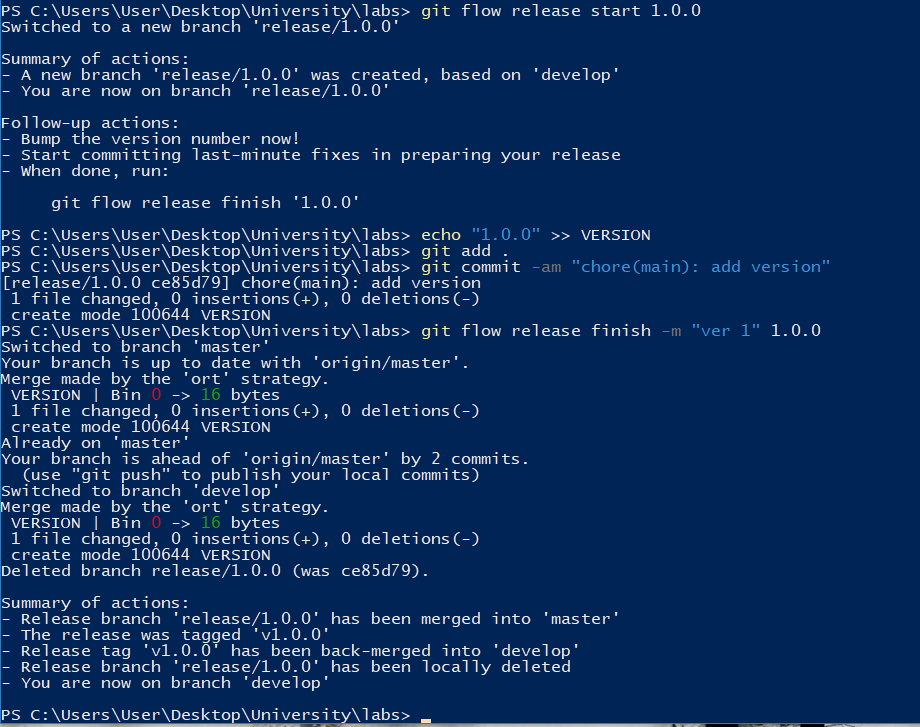 PS C:\Users\User\Desktop\University\labs> git flow release start 1.0.0
Switched to a new branch 'release/1.0.0'
Summary of actions:
- A new branch 'release/1.0.0' was created, based on 'develop'
- You are now on branch 'release/1.0.0'
Follow-up actions:
- Bump the version number now!
- Start committing last-minute fixes in preparing your release
- When done, run:
git flow release finish '1.0.0'
PS C:\Users\User\Desktop\University\labs> echo "1.0.0" >> VERSION
PS C:\Users\User\Desktop\University\labs> git add .
PS C:\Users\User\Desktop\University\labs> git commit -am "chore(main): add version"
[release/1.0.0 ce85d79] chore(main): add version
1 file changed, 0 insertions(+), 0 deletions(-)
create mode 100644 VERSION
PS C:\Users\User\Desktop\University\labs> git flow release finish -m "ver 1" 1.0.0
Switched to branch 'master'
Your branch is up to date with 'origin/master'.
Merge made by the 'ort' strategy.
VERSION | Bin 0 -> 16 bytes
1 file changed, 0 insertions(+), 0 deletions(-)
create mode 100644 VERSION
Already on 'master'
Your branch is ahead of 'origin/master' by 2 commits.
(use "git push" to publish your local commits)
Switched to branch 'develop'
Merge made by the 'ort' strategy.
VERSION | Bin 0 -> 16 bytes
1 file changed, 0 insertions(+), 0 deletions(-)
create mode 100644 VERSION
Deleted branch release/1.0.0 (was ce85d79).
Summary of actions:
- Release branch 'release/1.0.0' has been merged into 'master'
- The release was tagged 'v1.0.0'
- Release tag 'v1.0.0' has been back-merged into 'develop'
- Release branch 'release/1.0.0' has been locally deleted
- You are now on branch 'develop'
PS C:\Users\User\Desktop\University\labs>